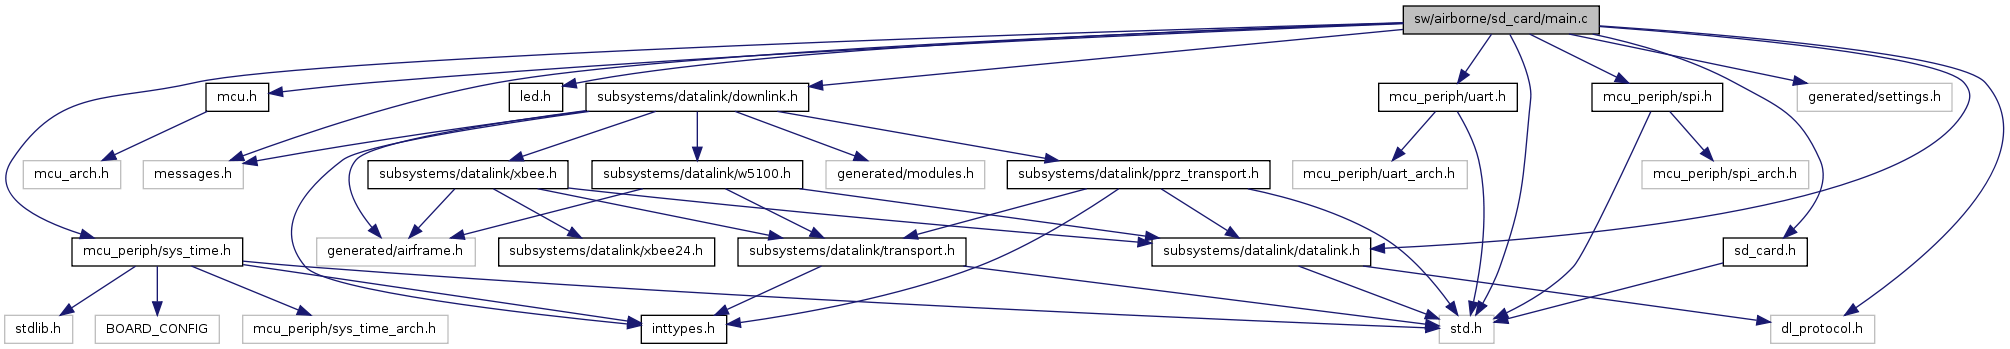 sw/airborne/sd_card/main.c
mcu.h
led.h
subsystems/datalink/downlink.h
mcu_periph/uart.h
mcu_periph/spi.h
generated/settings.h
mcu_arch.h
messages.h
subsystems/datalink/xbee.h
subsystems/datalink/w5100.h
generated/modules.h
subsystems/datalink/pprz_transport.h
mcu_periph/uart_arch.h
mcu_periph/spi_arch.h
mcu_periph/sys_time.h
generated/airframe.h
subsystems/datalink/xbee24.h
subsystems/datalink/transport.h
subsystems/datalink/datalink.h
sd_card.h
stdlib.h
BOARD_CONFIG
mcu_periph/sys_time_arch.h
inttypes.h
std.h
dl_protocol.h